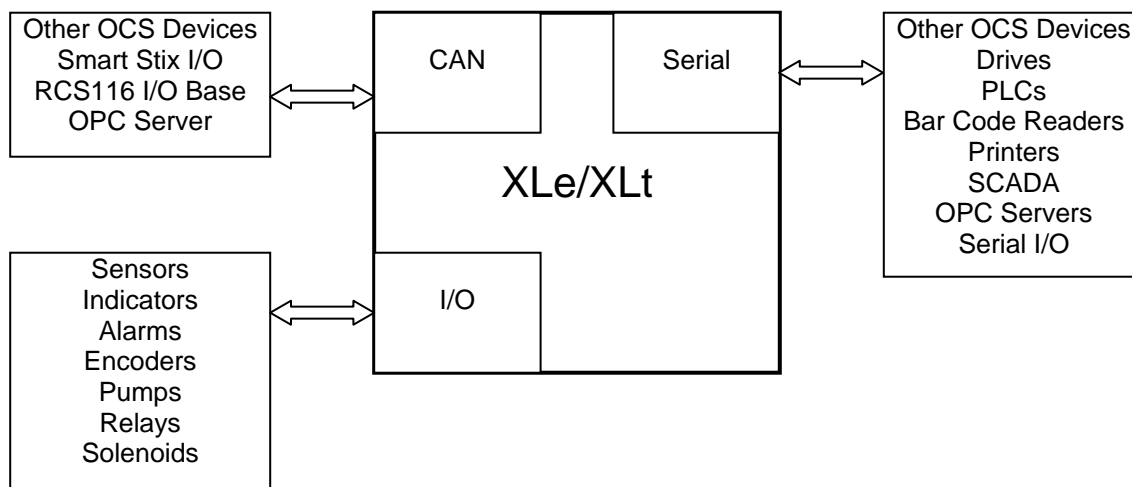 Other OCS Devices
Smart Stix I/O
RCS116 I/O Base
OPC Server
CAN
Serial
Other OCS Devices
Drives
PLCs
Bar Code Readers
Printers
SCADA
OPC Servers
Serial I/O
XLe/XLt
Sensors
Indicators
Alarms
Encoders
Pumps
Relays
Solenoids
I/O